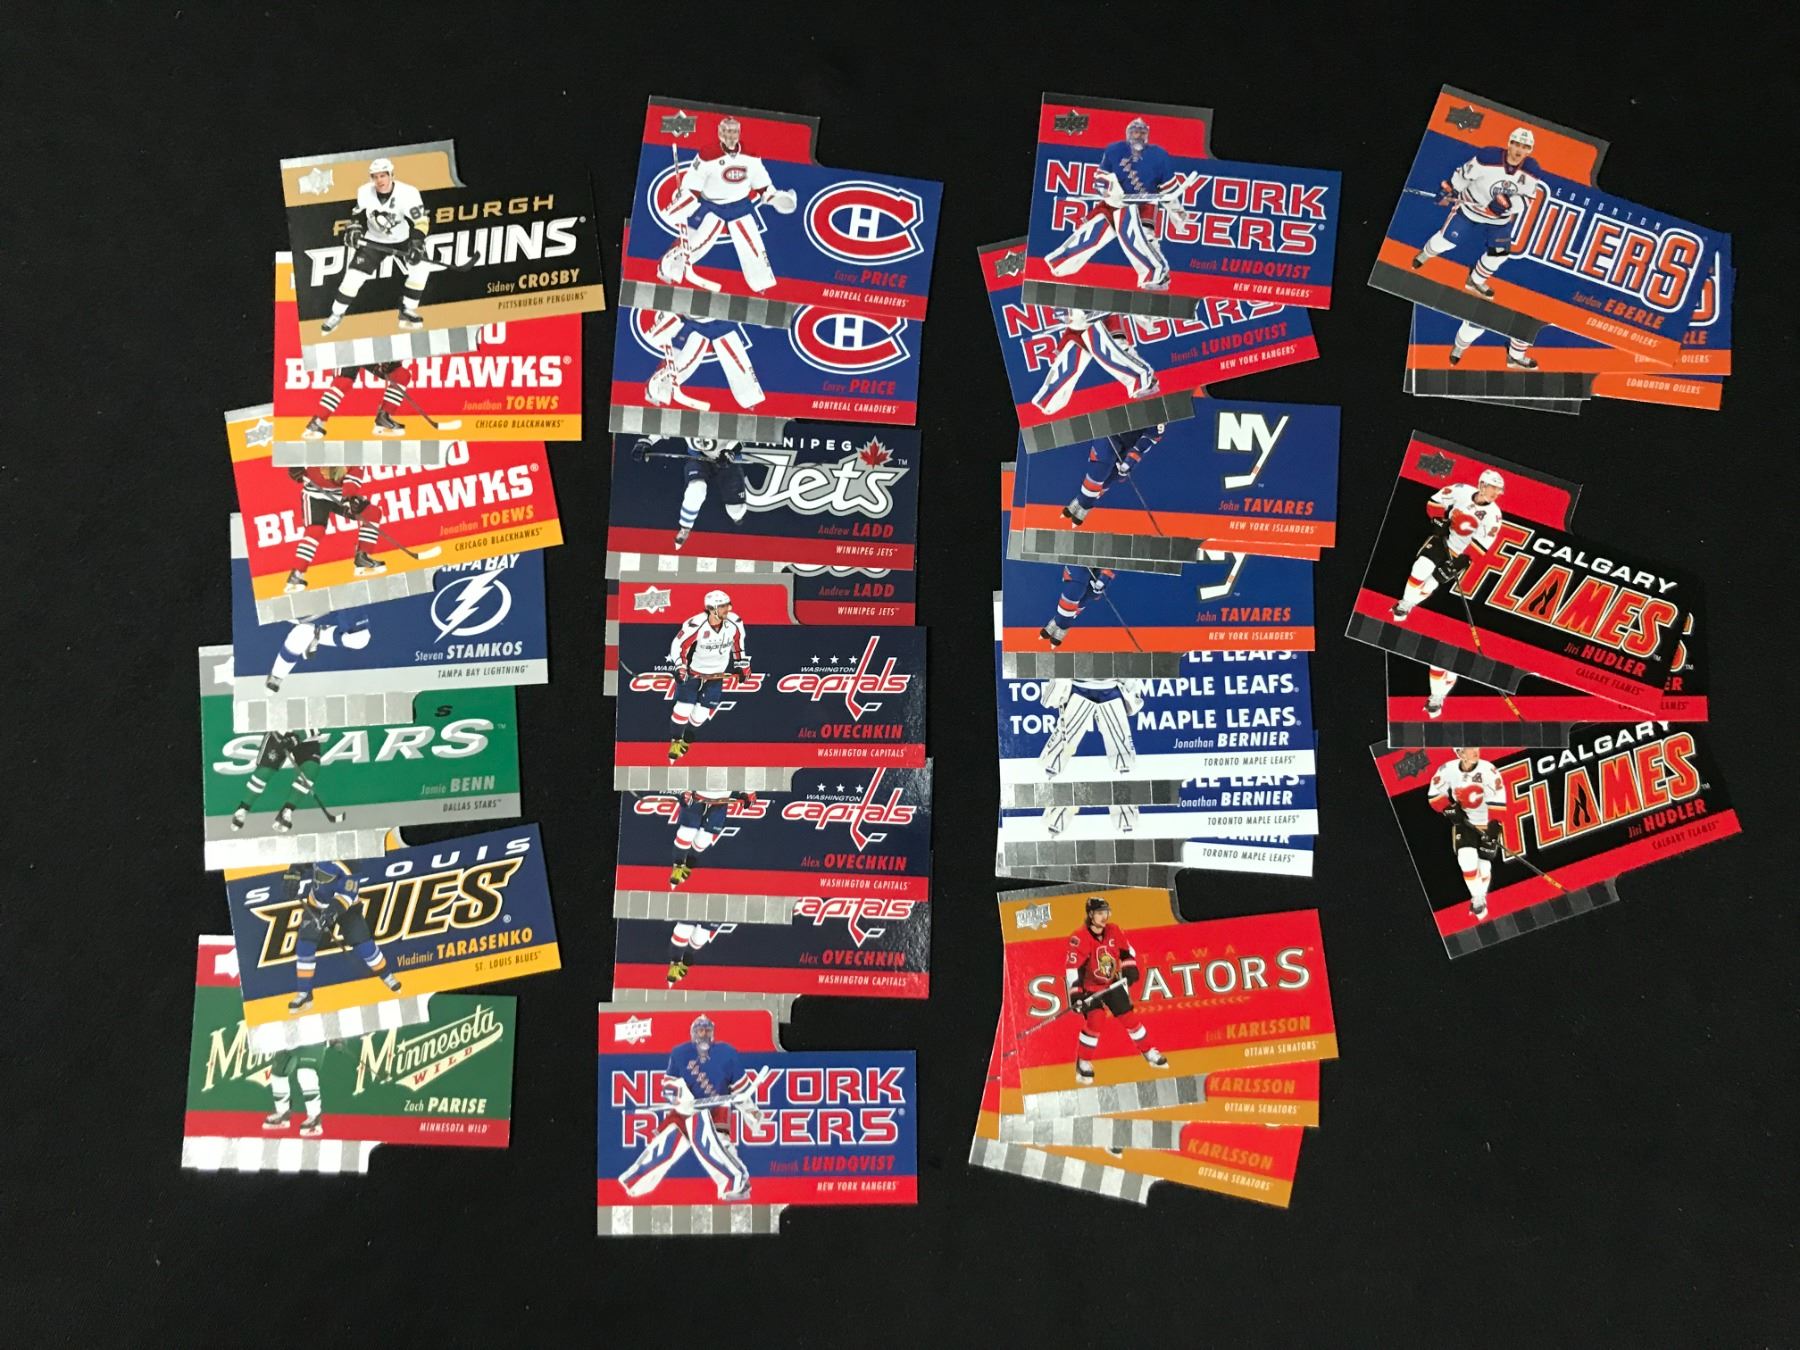 PITTSBURGH
PENGUINS
Sidney CROSBY
PITTSBURGH PENGUINS
BLACKHAWKS
Jonathan TOEWS
CHICAGO BLACKHAWKS
BLACKHAWKS
Jonathan TOEWS
CHICAGO BLACKHAWKS
TAMPA BAY
Steven STAMKOS
TAMPA BAY LIGHTNING
STARS
Jamie BENN
DALLAS STARS
ST LOUIS
BLUES
Vladimir TARASENKO
ST. LOUIS BLUES
Minnesota
WILD
Zach PARISE
MINNESOTA WILD
Carey PRICE
MONTREAL CANADIENS
Carey PRICE
MONTREAL CANADIENS
WINNIPEG
Jets
Andrew LADD
WINNIPEG JETS
Andrew LADD
WINNIPEG JETS
WASHINGTON
capitals
Alex OVECHKIN
WASHINGTON CAPITALS
WASHINGTON
capitals
Alex OVECHKIN
WASHINGTON CAPITALS
capitals
Alex OVECHKIN
WASHINGTON CAPITALS
NEW YORK
RANGERS
Henrik LUNDQVIST
NEW YORK RANGERS
NEW YORK
RANGERS
Henrik LUNDQVIST
NEW YORK RANGERS
RANGERS
Henrik LUNDQVIST
NEW YORK RANGERS
NY
John TAVARES
NEW YORK ISLANDERS
John TAVARES
NEW YORK ISLANDERS
MAPLE LEAFS
MAPLE LEAFS
Jonathan BERNIER
TORONTO MAPLE LEAFS
Jonathan BERNIER
TORONTO MAPLE LEAFS
TORONTO MAPLE LEAFS
OTTAWA
SENATORS
Erik KARLSSON
OTTAWA SENATORS
KARLSSON
OTTAWA SENATORS
KARLSSON
OTTAWA SENATORS
EDMONTON
OILERS
Jordan EBERLE
EDMONTON OILERS
EDMONTON OILERS
CALGARY
FLAMES
Jiri HUDLER
CALGARY FLAMES
CALGARY
FLAMES
Jiri HUDLER
CALGARY FLAMES